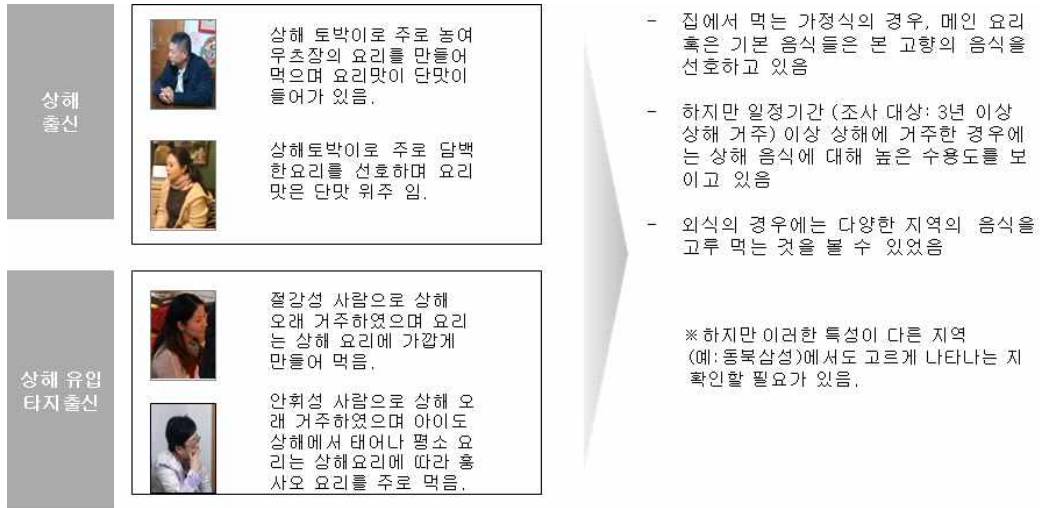 상해
출신
상해 토박이로 주로 농여
우츠장의 요리를 만들어
먹으며 요리맛이 단맛이
들어가 있음.
상해토박이로 주로 담백
한요리를 선호하며 요리
맛은 단맛 위주 임.
상해 유입
타지출신
절강성 사람으로 상해
오래 거주하였으며 요리
는 상해 요리에 가깝게
만들어 먹음.
안휘성 사람으로 상해 오
래 거주하였으며 아이도
상해에서 태어나 평소 요
리는 상해요리에 따라 훙
사오 요리를 주로 먹음.
- 집에서 먹는 가정식의 경우, 메인 요리
혹은 기본 음식들은 본 고향의 음식을
선호하고 있음
- 하지만 일정기간 (조사 대상: 3년 이상
상해 거주) 이상 상해에 거주한 경우에
는 상해 음식에 대해 높은 수용도를 보
이고 있음
- 외식의 경우에는 다양한 지역의 음식을
고루 먹는 것을 볼 수 있었음
※ 하지만 이러한 특성이 다른 지역
(예:동북삼성)에서도 고르게 나타나는 지
확인할 필요가 있음.